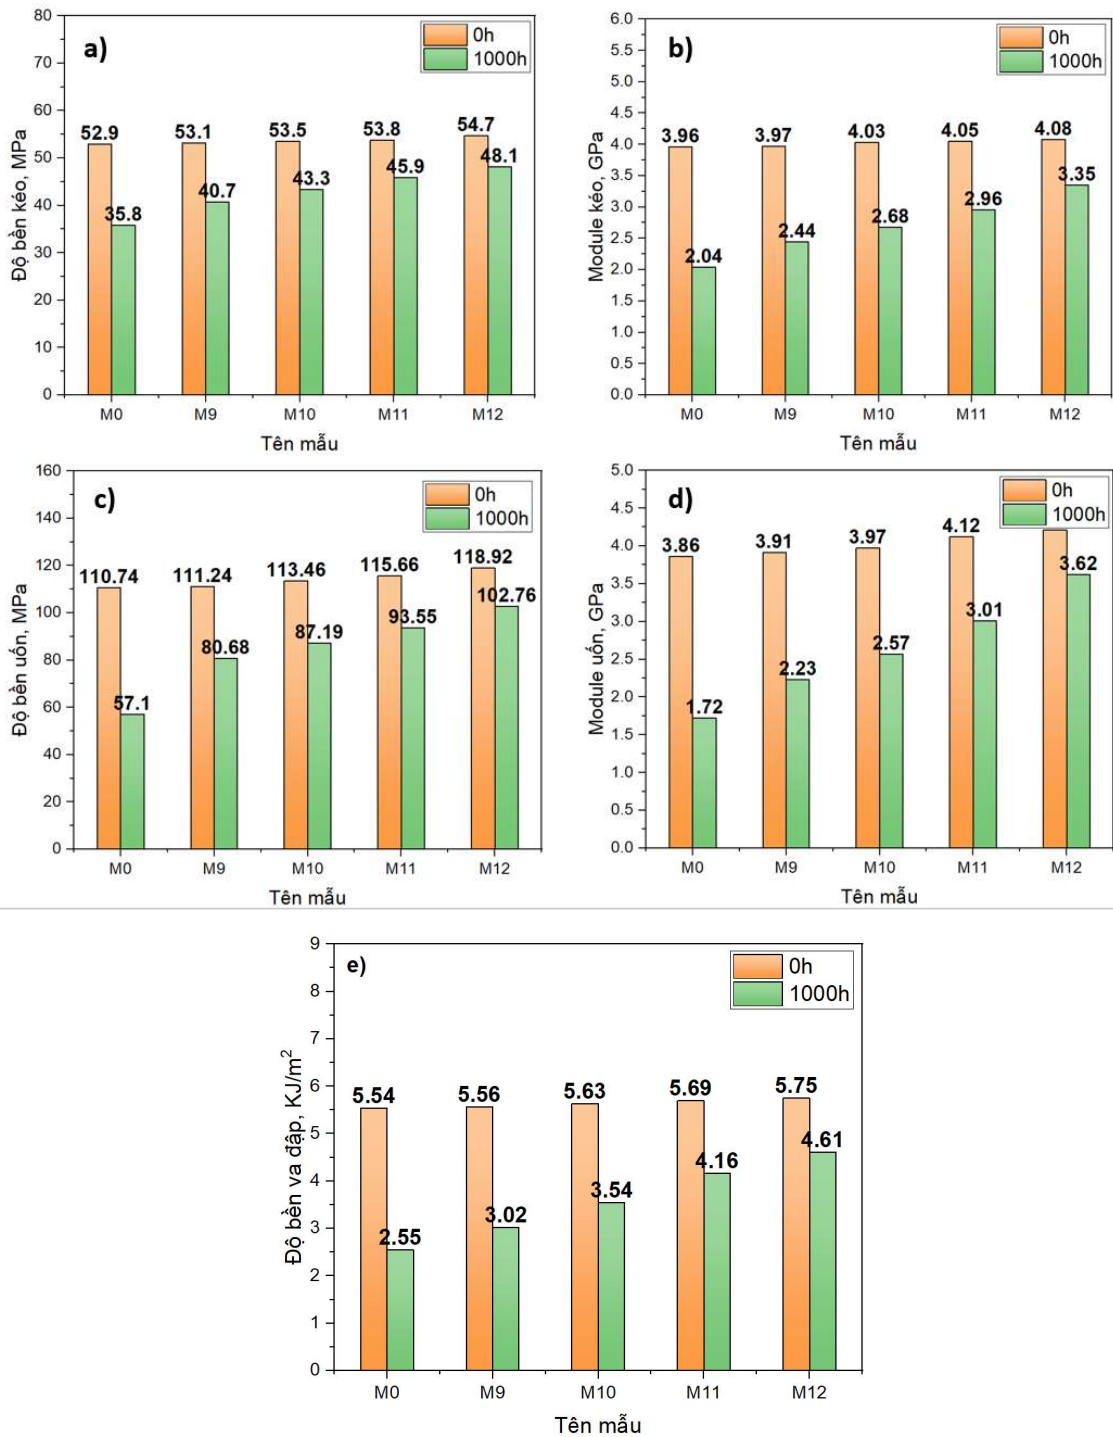 a)
0h
1000h
80
70
60
50
40
30
20
10
0
Độ bền kéo, MPa
52.9
53.1
53.5
53.8
54.7
35.8
40.7
43.3
45.9
48.1
M0
M9
M10
M11
M12
Tên mẫu
b)
0h
1000h
6.0
5.5
5.0
4.5
4.0
3.5
3.0
2.5
2.0
1.5
1.0
0.5
0.0
Module kéo, GPa
3.96
3.97
4.03
4.05
4.08
2.04
2.44
2.68
2.96
3.35
M0
M9
M10
M11
M12
Tên mẫu
c)
0h
1000h
160
140
120
100
80
60
40
20
0
Độ bền uốn, MPa
110.74
111.24
113.46
115.66
118.92
57.1
80.68
87.19
93.55
102.76
M0
M9
M10
M11
M12
Tên mẫu
d)
0h
1000h
5.0
4.5
4.0
3.5
3.0
2.5
2.0
1.5
1.0
0.5
0.0
Module uốn, GPa
3.86
3.91
3.97
4.12
1.72
2.23
2.57
3.01
3.62
M0
M9
M10
M11
M12
Tên mẫu
e)
0h
1000h
9
8
7
6
5
4
3
2
1
0
Độ bền va đập, KJ/m²
5.54
5.56
5.63
5.69
5.75
2.55
3.02
3.54
4.16
4.61
M0
M9
M10
M11
M12
Tên mẫu